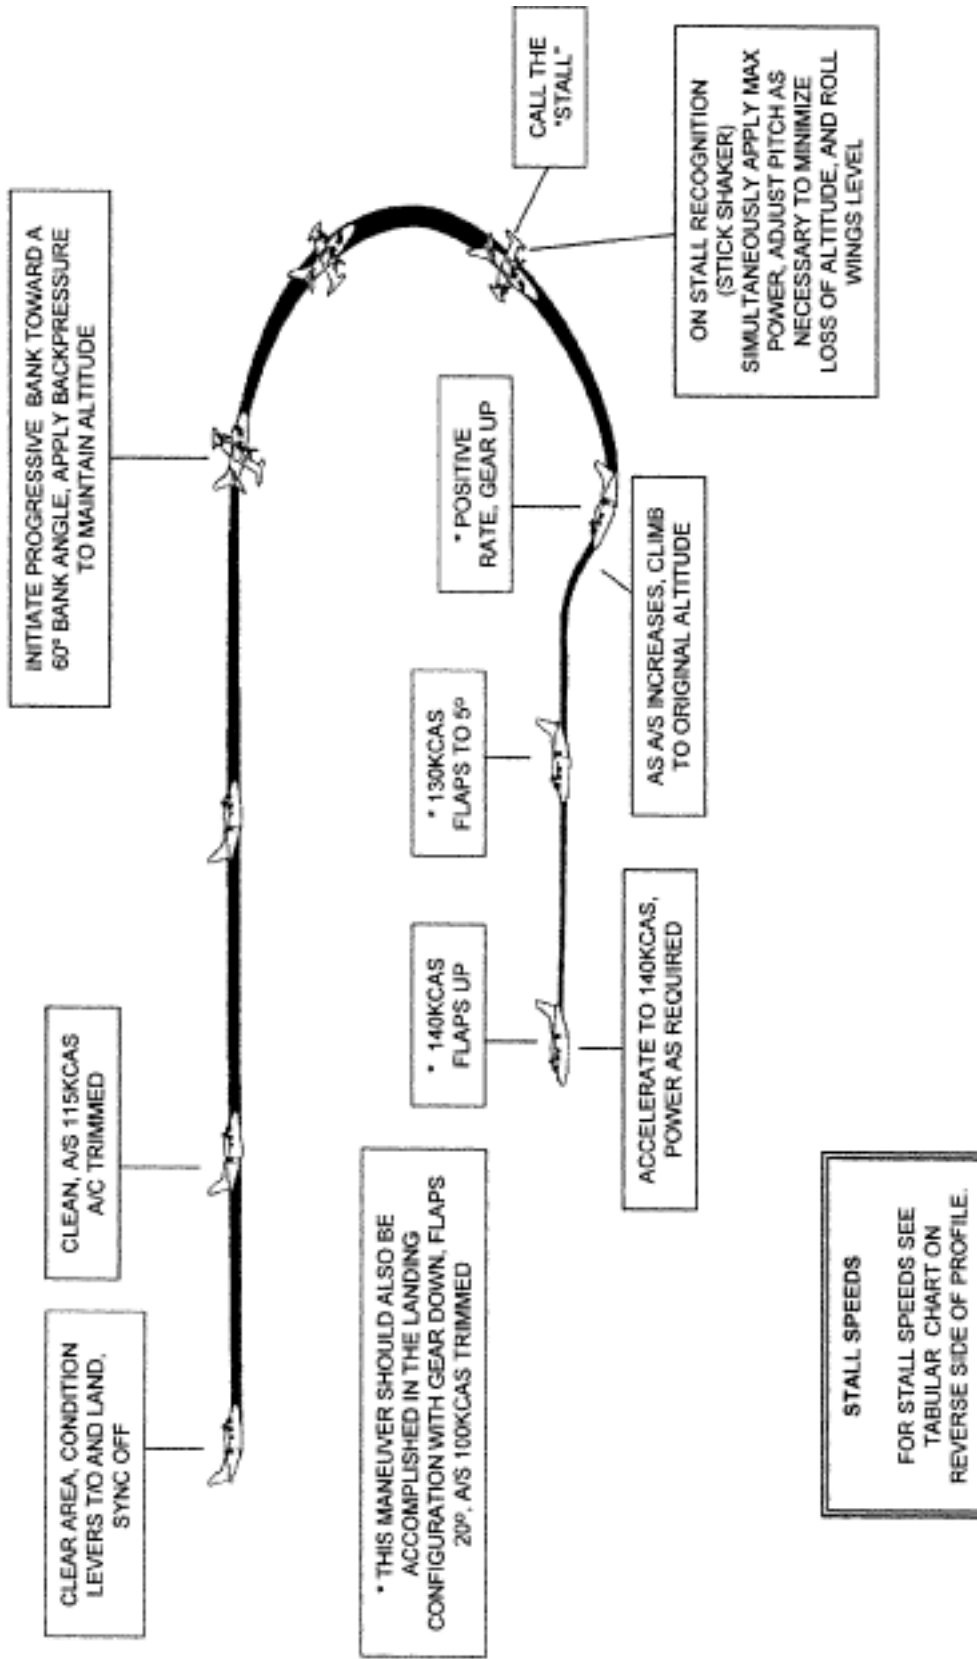 CLEAR AREA, CONDITION
LEVERS T/O AND LAND,
SYNC OFF
CLEAN, A/S 115KCAS
A/C TRIMMED
INITIATE PROGRESSIVE BANK TOWARD A
60º BANK ANGLE, APPLY BACKPRESSURE
TO MAINTAIN ALTITUDE
CALL THE
"STALL"
ON STALL RECOGNITION
(STICK SHAKER)
SIMULTANEOUSLY APPLY MAX
POWER, ADJUST PITCH AS
NECESSARY TO MINIMIZE
LOSS OF ALTITUDE, AND ROLL
WINGS LEVEL
* POSITIVE
RATE, GEAR UP
AS A/S INCREASES, CLIMB
TO ORIGINAL ALTITUDE
* 130KCAS
FLAPS TO 5º
* 140KCAS
FLAPS UP
ACCELERATE TO 140KCAS,
POWER AS REQUIRED
* THIS MANEUVER SHOULD ALSO BE
ACCOMPLISHED IN THE LANDING
CONFIGURATION WITH GEAR DOWN, FLAPS
20º, A/S 100KCAS TRIMMED
STALL SPEEDS
FOR STALL SPEEDS SEE
TABULAR CHART ON
REVERSE SIDE OF PROFILE.